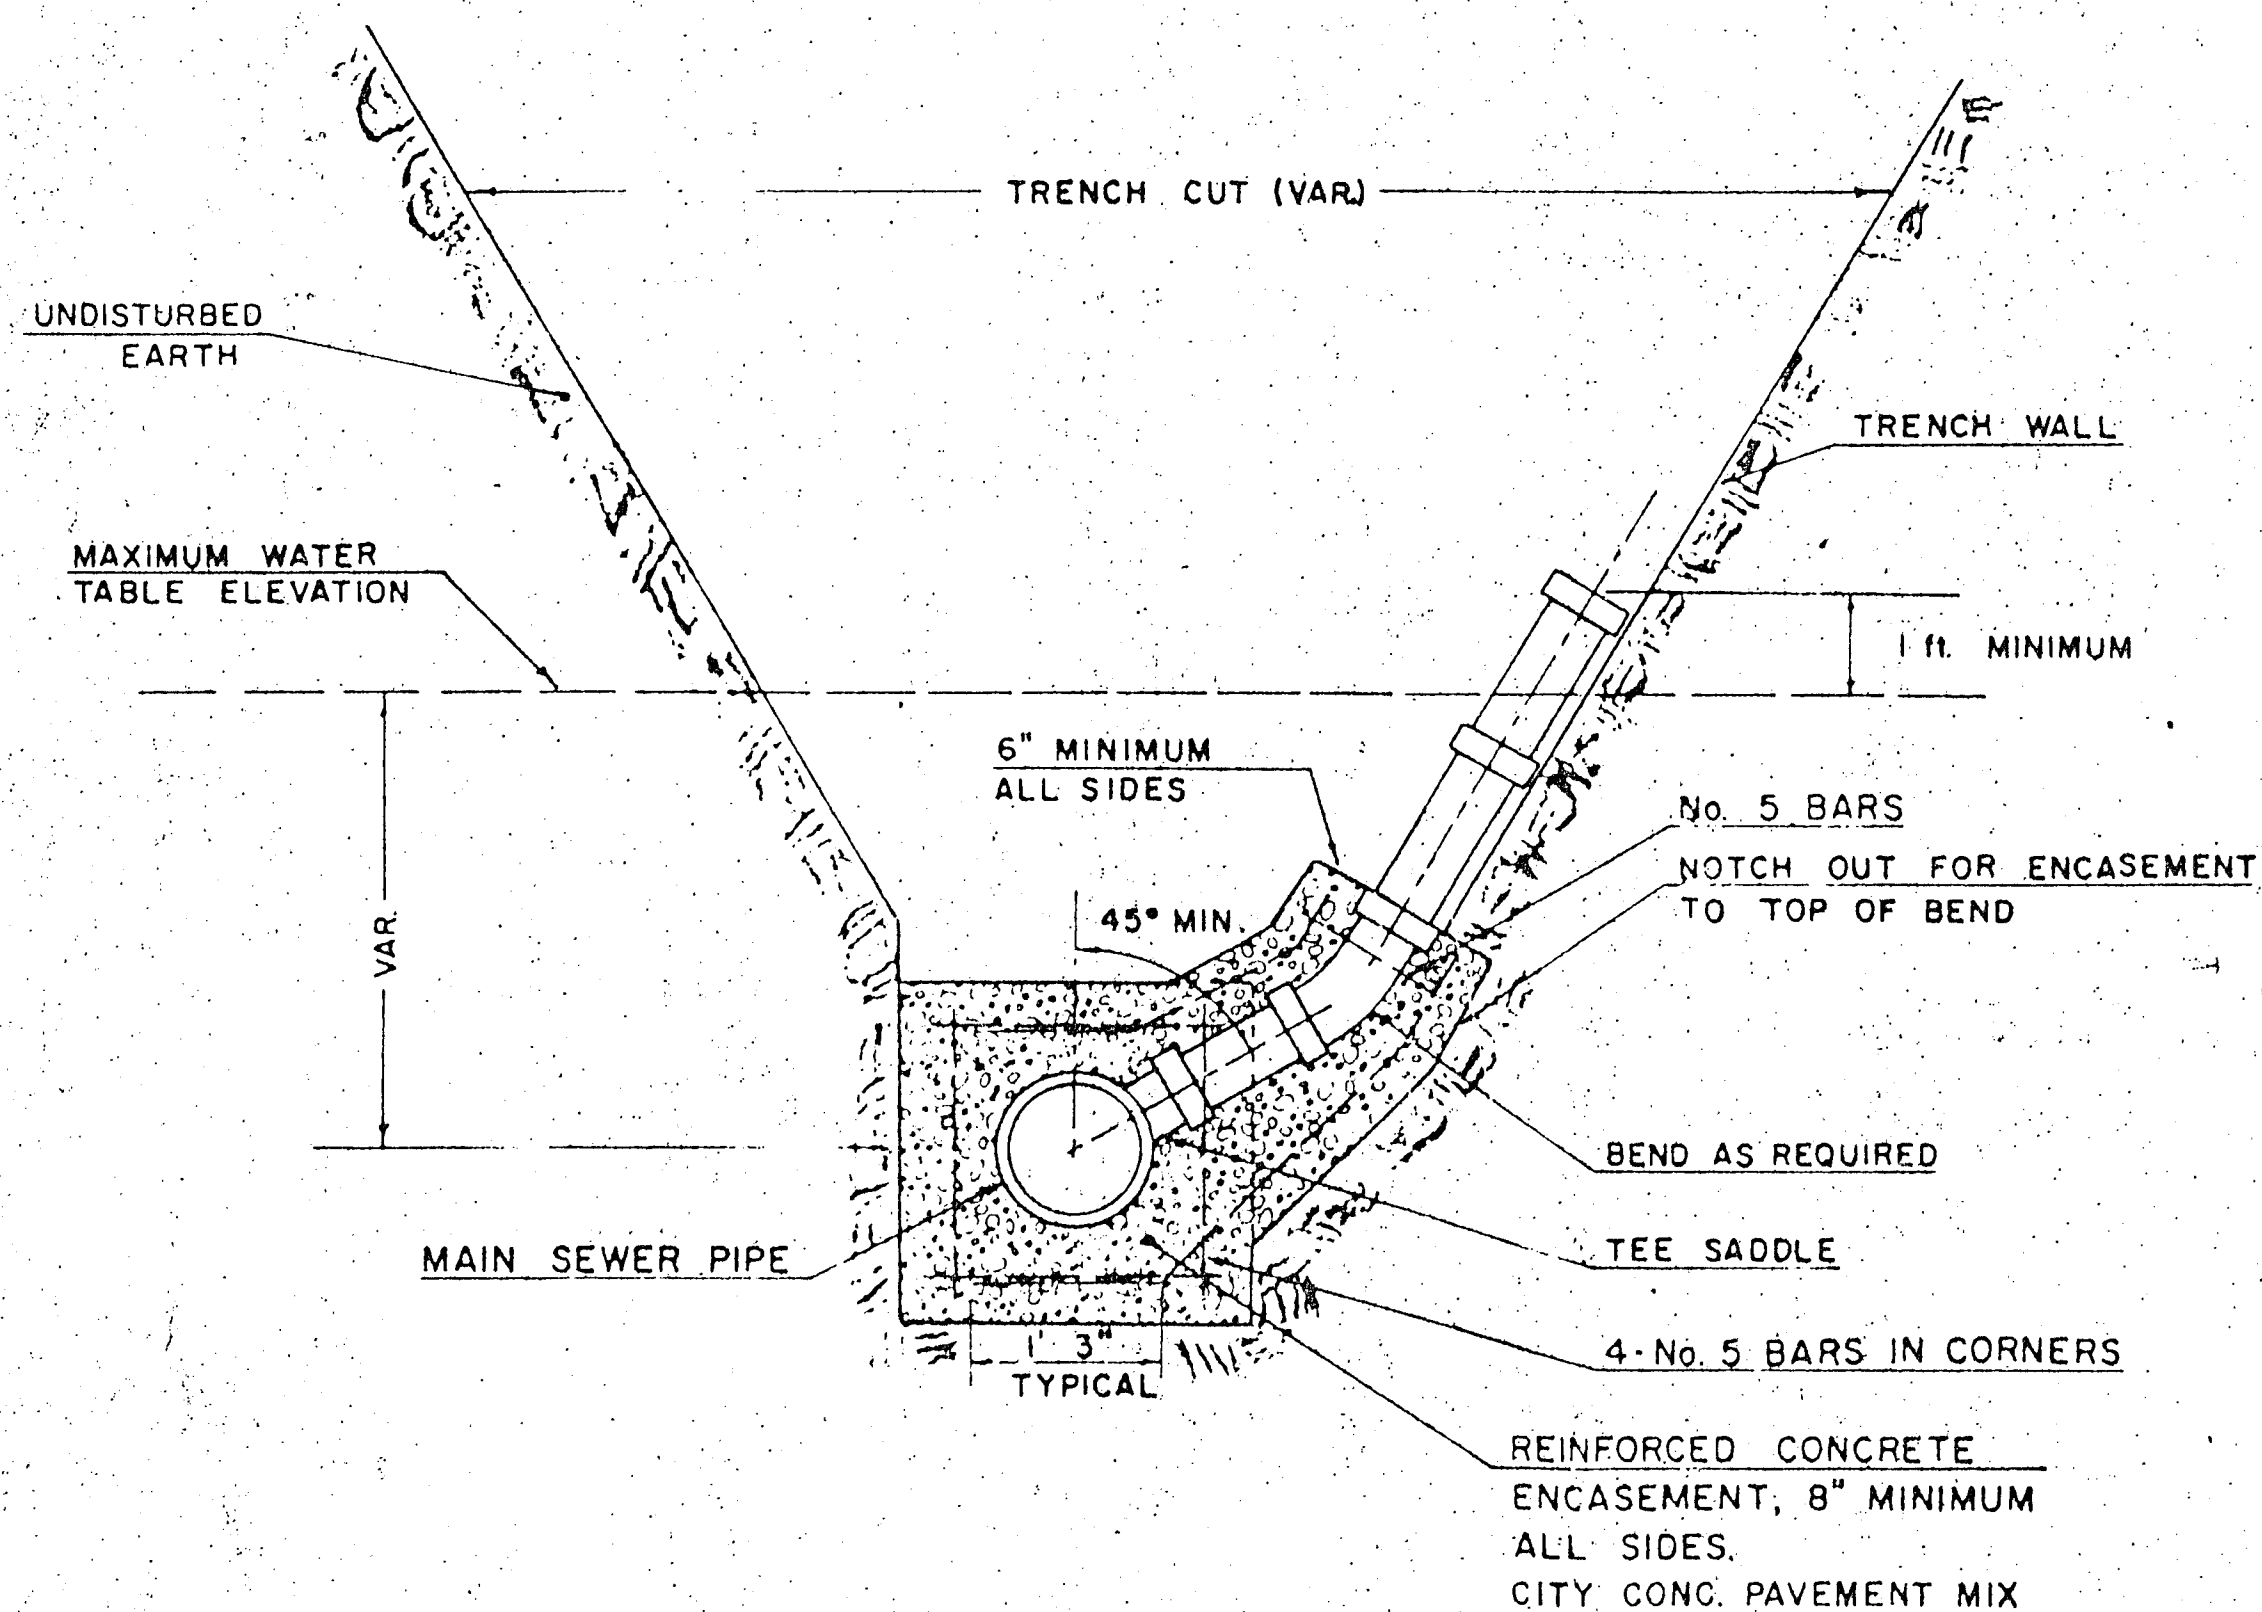 TRENCH CUT (VAR.)
UNDISTURBED
EARTH
TRENCH WALL
MAXIMUM WATER
TABLE ELEVATION
1 ft. MINIMUM
6" MINIMUM
ALL SIDES
No. 5 BARS
NOTCH OUT FOR ENCASEMENT
TO TOP OF BEND
45° MIN.
VAR.
BEND AS REQUIRED
MAIN SEWER PIPE
TEE SADDLE
1' 3"
TYPICAL
4-No. 5 BARS IN CORNERS
REINFORCED CONCRETE
ENCASEMENT, 8" MINIMUM
ALL SIDES.
CITY CONC. PAVEMENT MIX